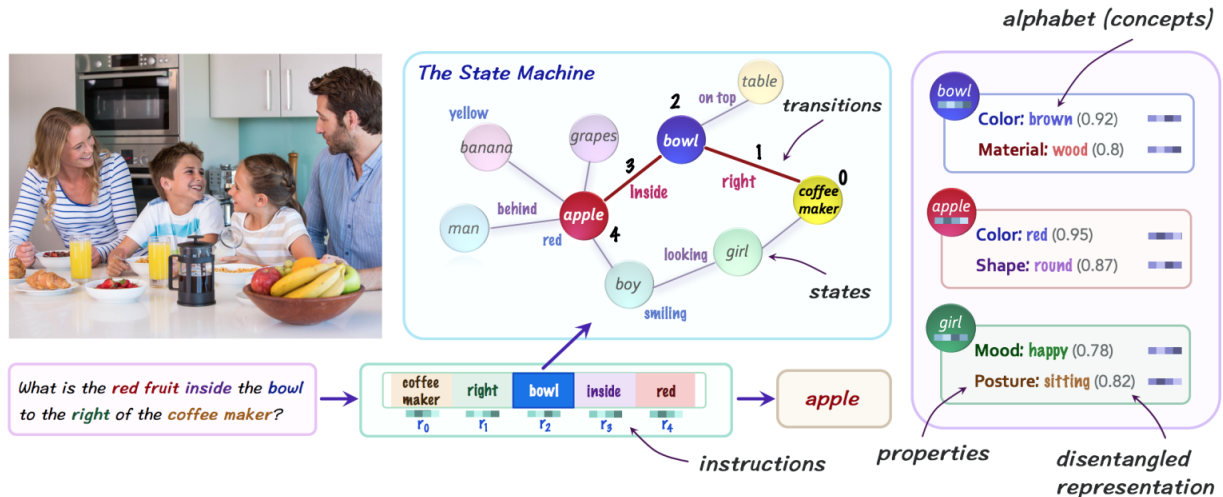 alphabet (concepts)
The State Machine
table
2
on top
transitions
yellow
banana
grapes
bowl
1
3
right
0
Inside
coffee
maker
behind
apple
man
red
4
looking
girl
boy
states
smiling
bowl
Color: brown (0.92)
Material: wood (0.8)
apple
Color: red (0.95)
Shape: round (0.87)
girl
Mood: happy (0.78)
Posture: sitting (0.82)
What is the red fruit inside the bowl
to the right of the coffee maker?
coffee
maker
right
bowl
inside
red
r0
r1
r2
r3
r4
apple
instructions
properties
disentangled
representation